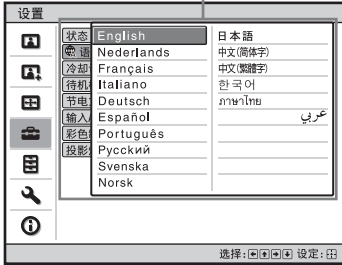 设置
状态
语
冷却
待机
节电
输入
彩色
投影
English
Nederlands
Français
Italiano
Deutsch
Español
Português
Русский
Svenska
Norsk
日本語
中文(简体字)
中文(繁體字)
한국어
ภาษาไทย
عربي
选择: 设定: